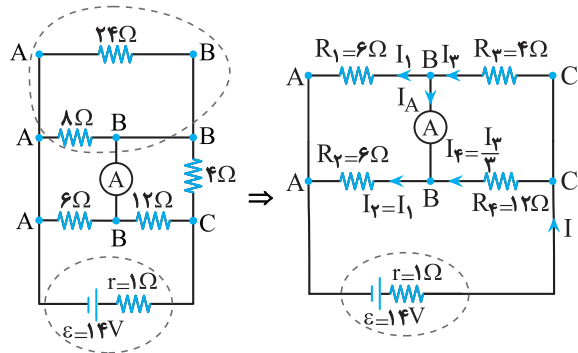 ۲۴Ω
A B
۸Ω
A B B
A
۴Ω
۶Ω ۱۲Ω
A B C
r=۱Ω
ε=۱۴V
⇒
R۱=۶Ω I۱ B I۳ R۳=۴Ω
A C
I_A
A
R۲=۶Ω I۴=I۳/۳
A B C
I۲=I۱ R۴=۱۲Ω
I
r=۱Ω
ε=۱۴V